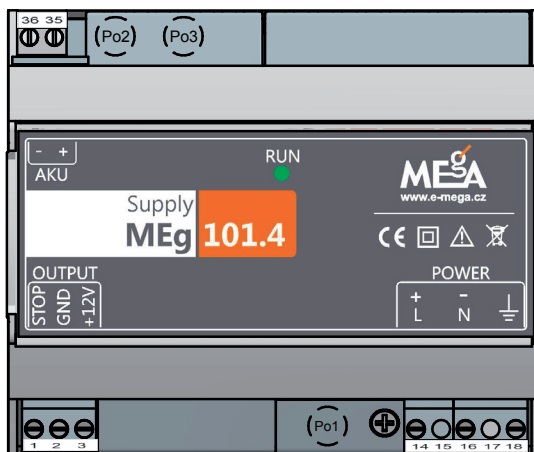 36 35
Po2 Po3
- +
AKU
RUN
MEgA
www.e-mega.cz
Supply
MEg 101.4
CE
OUTPUT
STOP
GND
+12V
POWER
+ -
L N
Po1
1 2 3
14 15 16 17 18